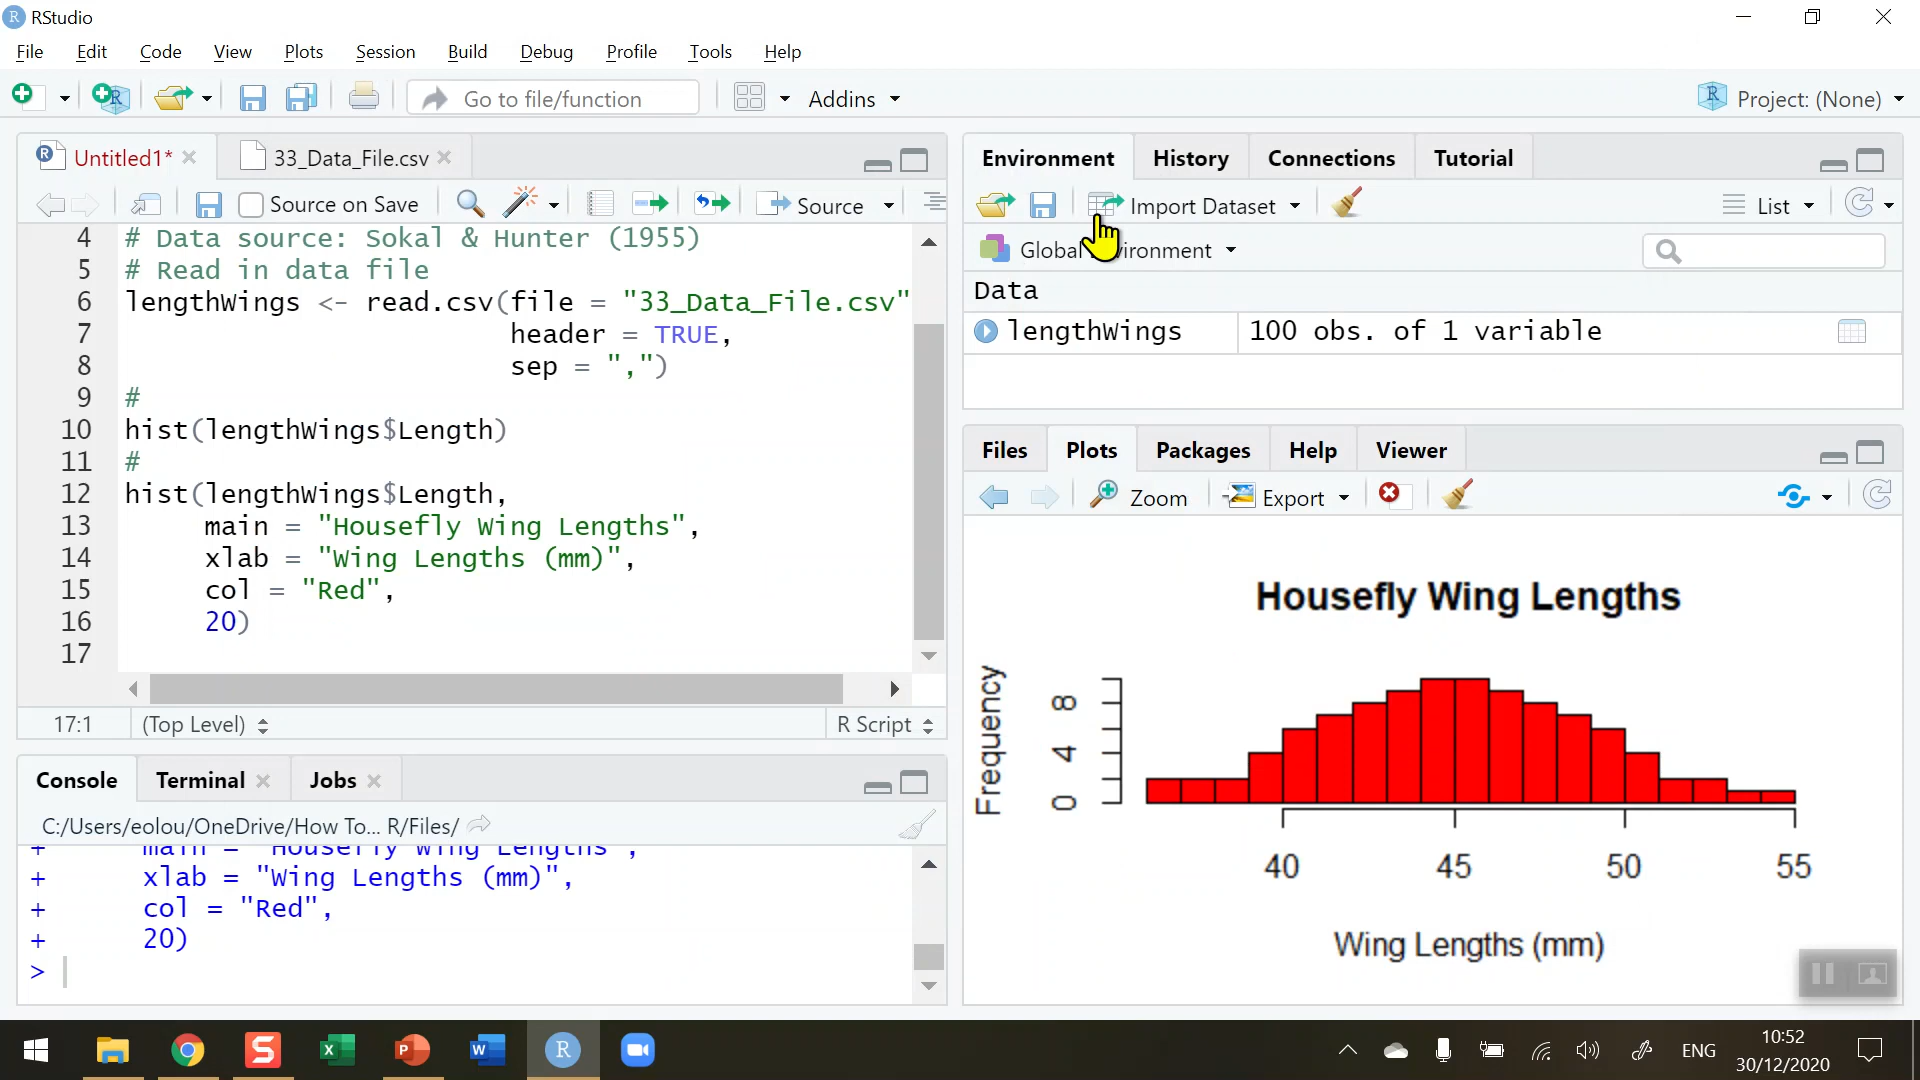 RStudio
File Edit Code View Plots Session Build Debug Profile Tools Help
Go to file/function Addins Project: (None)
Untitled1* 33_Data_File.csv
Source on Save Source
4 # Data source: Sokal & Hunter (1955)
5 # Read in data file
6 lengthWings <- read.csv(file = "33_Data_File.csv"
7 header = TRUE,
8 sep = ",")
9 #
10 hist(lengthWings$Length)
11 #
12 hist(lengthWings$Length,
13 main = "Housefly Wing Lengths",
14 xlab = "Wing Lengths (mm)",
15 col = "Red",
16 20)
17
17:1 (Top Level) R Script
Console Terminal Jobs
C:/Users/eolou/OneDrive/How To... R/Files/
+ main = "Housefly Wing Lengths",
+ xlab = "Wing Lengths (mm)",
+ col = "Red",
+ 20)
>
Environment History Connections Tutorial
Import Dataset List
Global vironment
Data
lengthWings 100 obs. of 1 variable
Files Plots Packages Help Viewer
Zoom Export
Housefly Wing Lengths
Frequency
8
4
0
40 45 50 55
Wing Lengths (mm)
ENG 10:52
30/12/2020